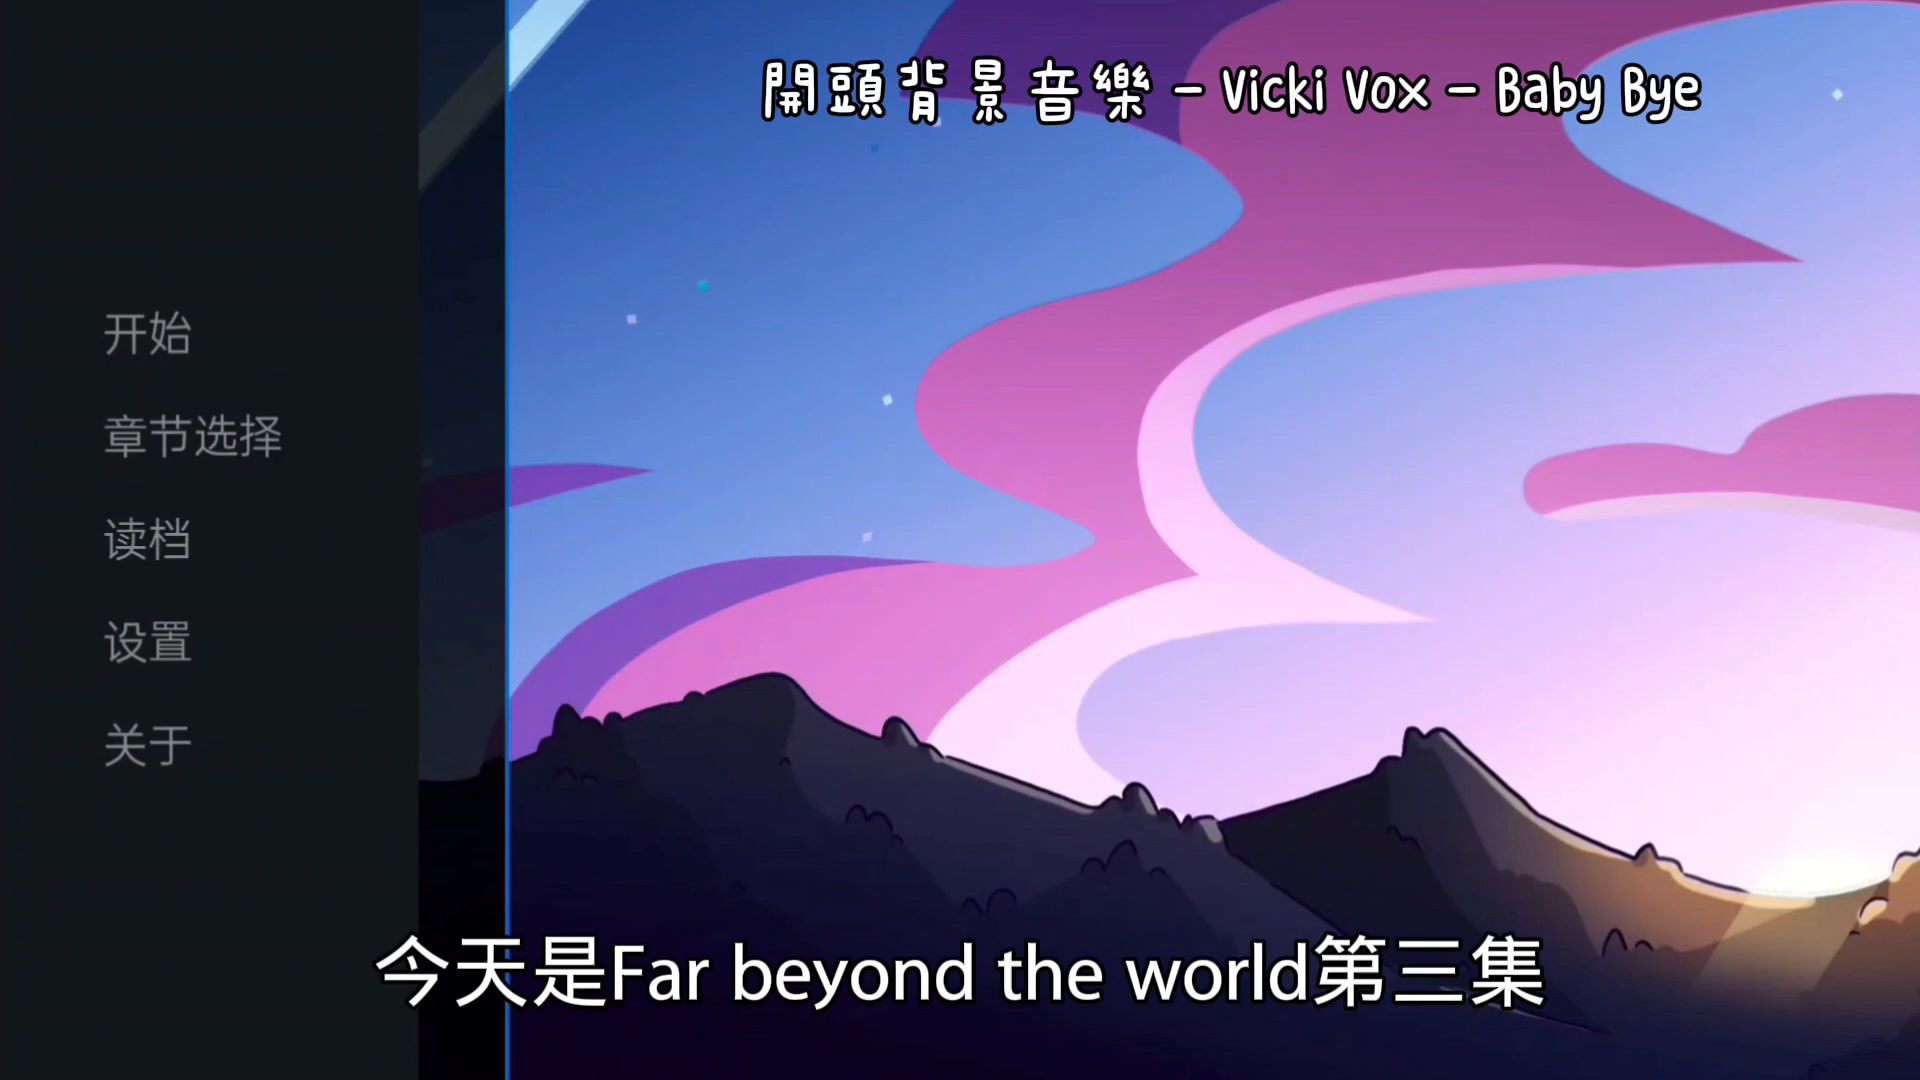 開頭背景音樂 - Vicki Vox - Baby Bye
开始
章节选择
读档
设置
关于
今天是Far beyond the world第三集